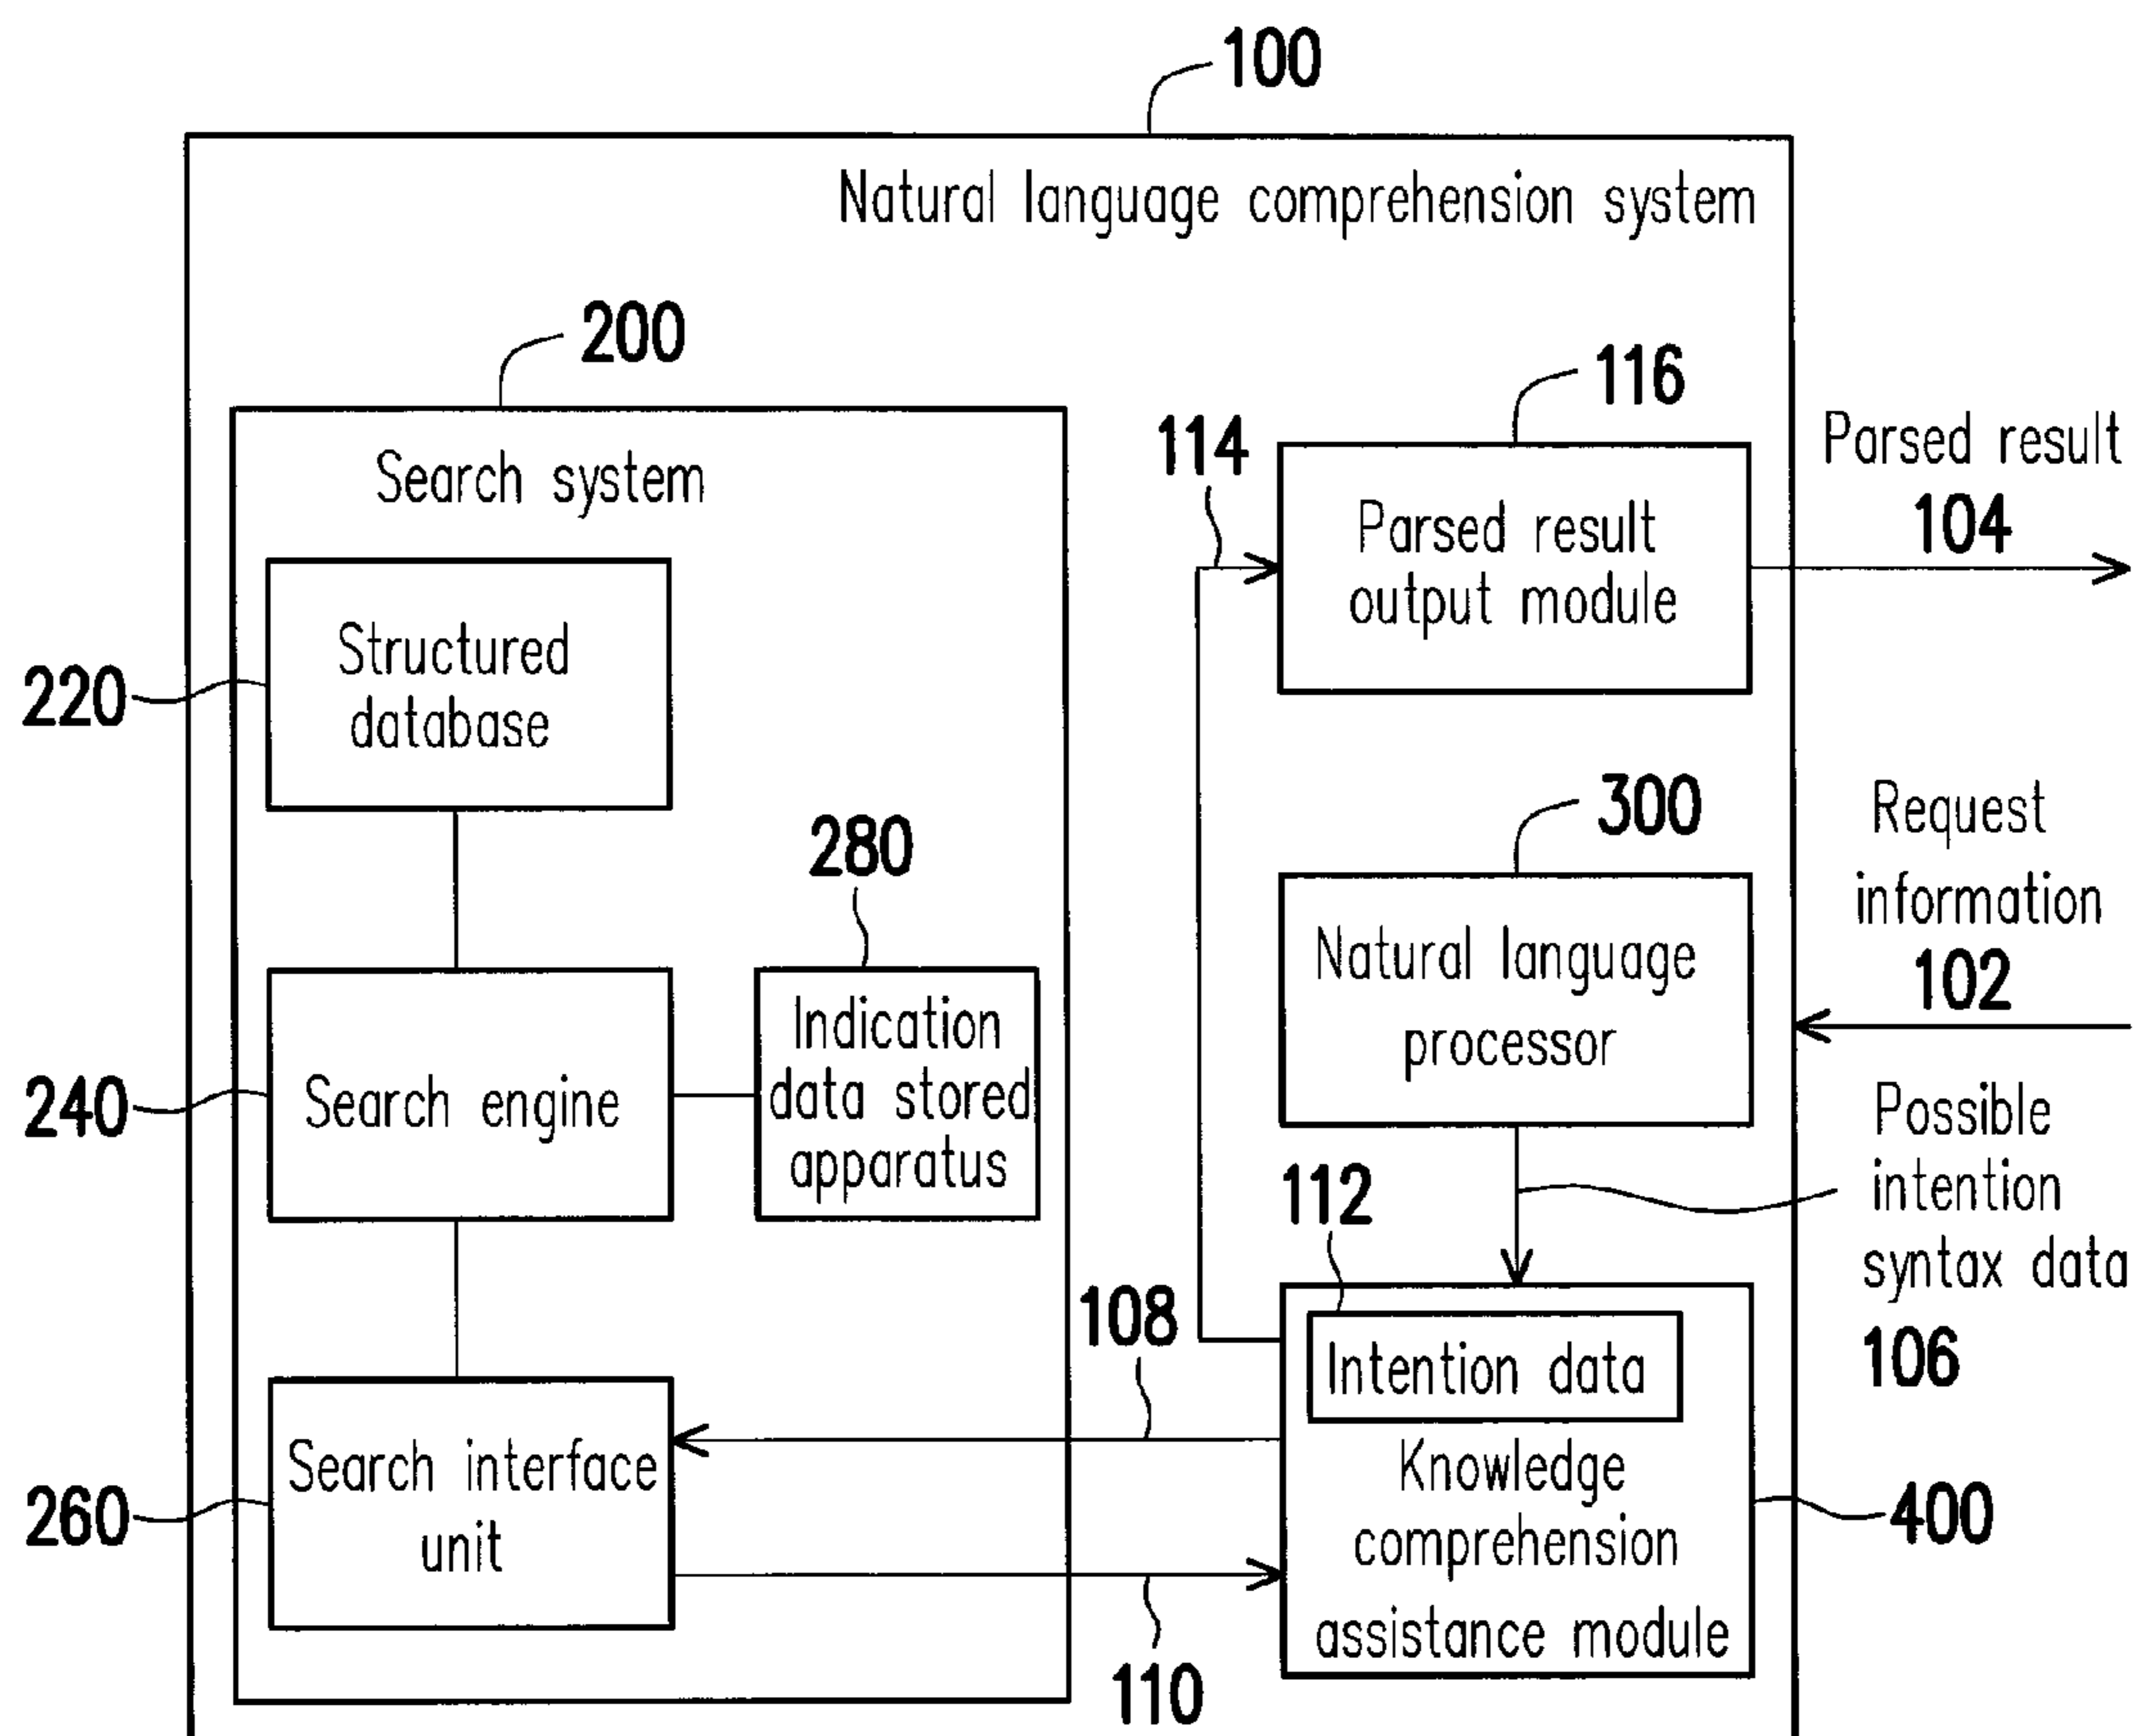 100
Natural language comprehension system
200
Search system
220
Structured
database
280
240
Search engine
Indication
data stored
apparatus
260
Search interface
unit
114
116
Parsed result
output module
Parsed result
104
300
Natural language
processor
Request
information
102
Possible
intention
syntax data
106
112
Intention data
Knowledge
comprehension
assistance module
400
108
110